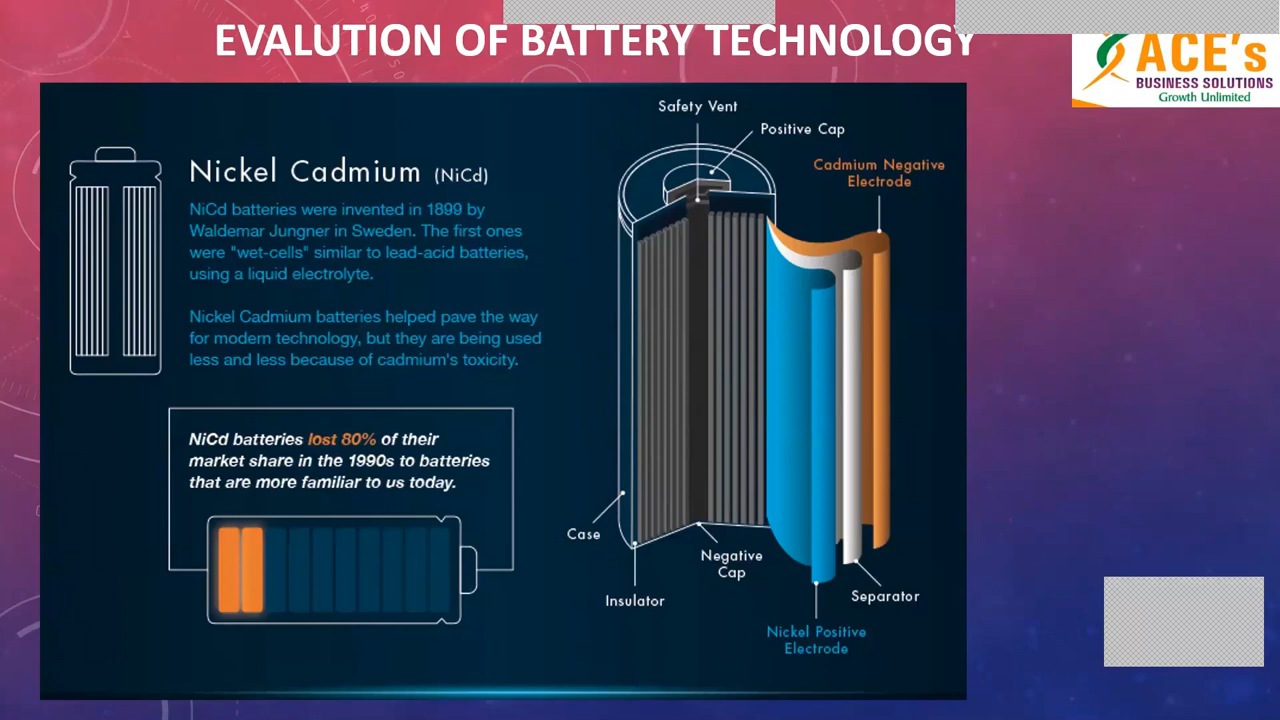 EVALUTION OF BATTERY TECHNOLOGY
ACE's
BUSINESS SOLUTIONS
Growth Unlimited
Nickel Cadmium (NiCd)
NiCd batteries were invented in 1899 by
Waldemar Jungner in Sweden. The first ones
were "wet-cells" similar to lead-acid batteries,
using a liquid electrolyte.
Nickel Cadmium batteries helped pave the way
for modern technology, but they are being used
less and less because of cadmium's toxicity.
NiCd batteries lost 80% of their
market share in the 1990s to batteries
that are more familiar to us today.
Safety Vent
Positive Cap
Cadmium Negative
Electrode
Case
Negative
Cap
Insulator
Separator
Nickel Positive
Electrode